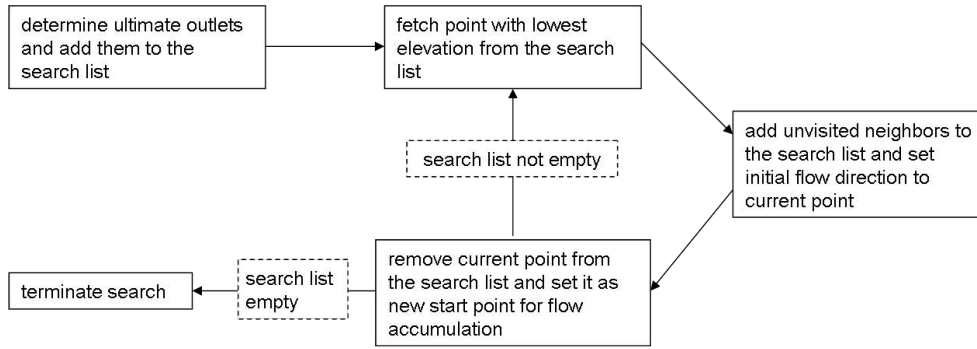 determine ultimate outlets
and add them to the
search list
fetch point with lowest
elevation from the search
list
add unvisited neighbors to
the search list and set
initial flow direction to
current point
search list not empty
remove current point from
the search list and set it as
new start point for flow
accumulation
search list
empty
terminate search